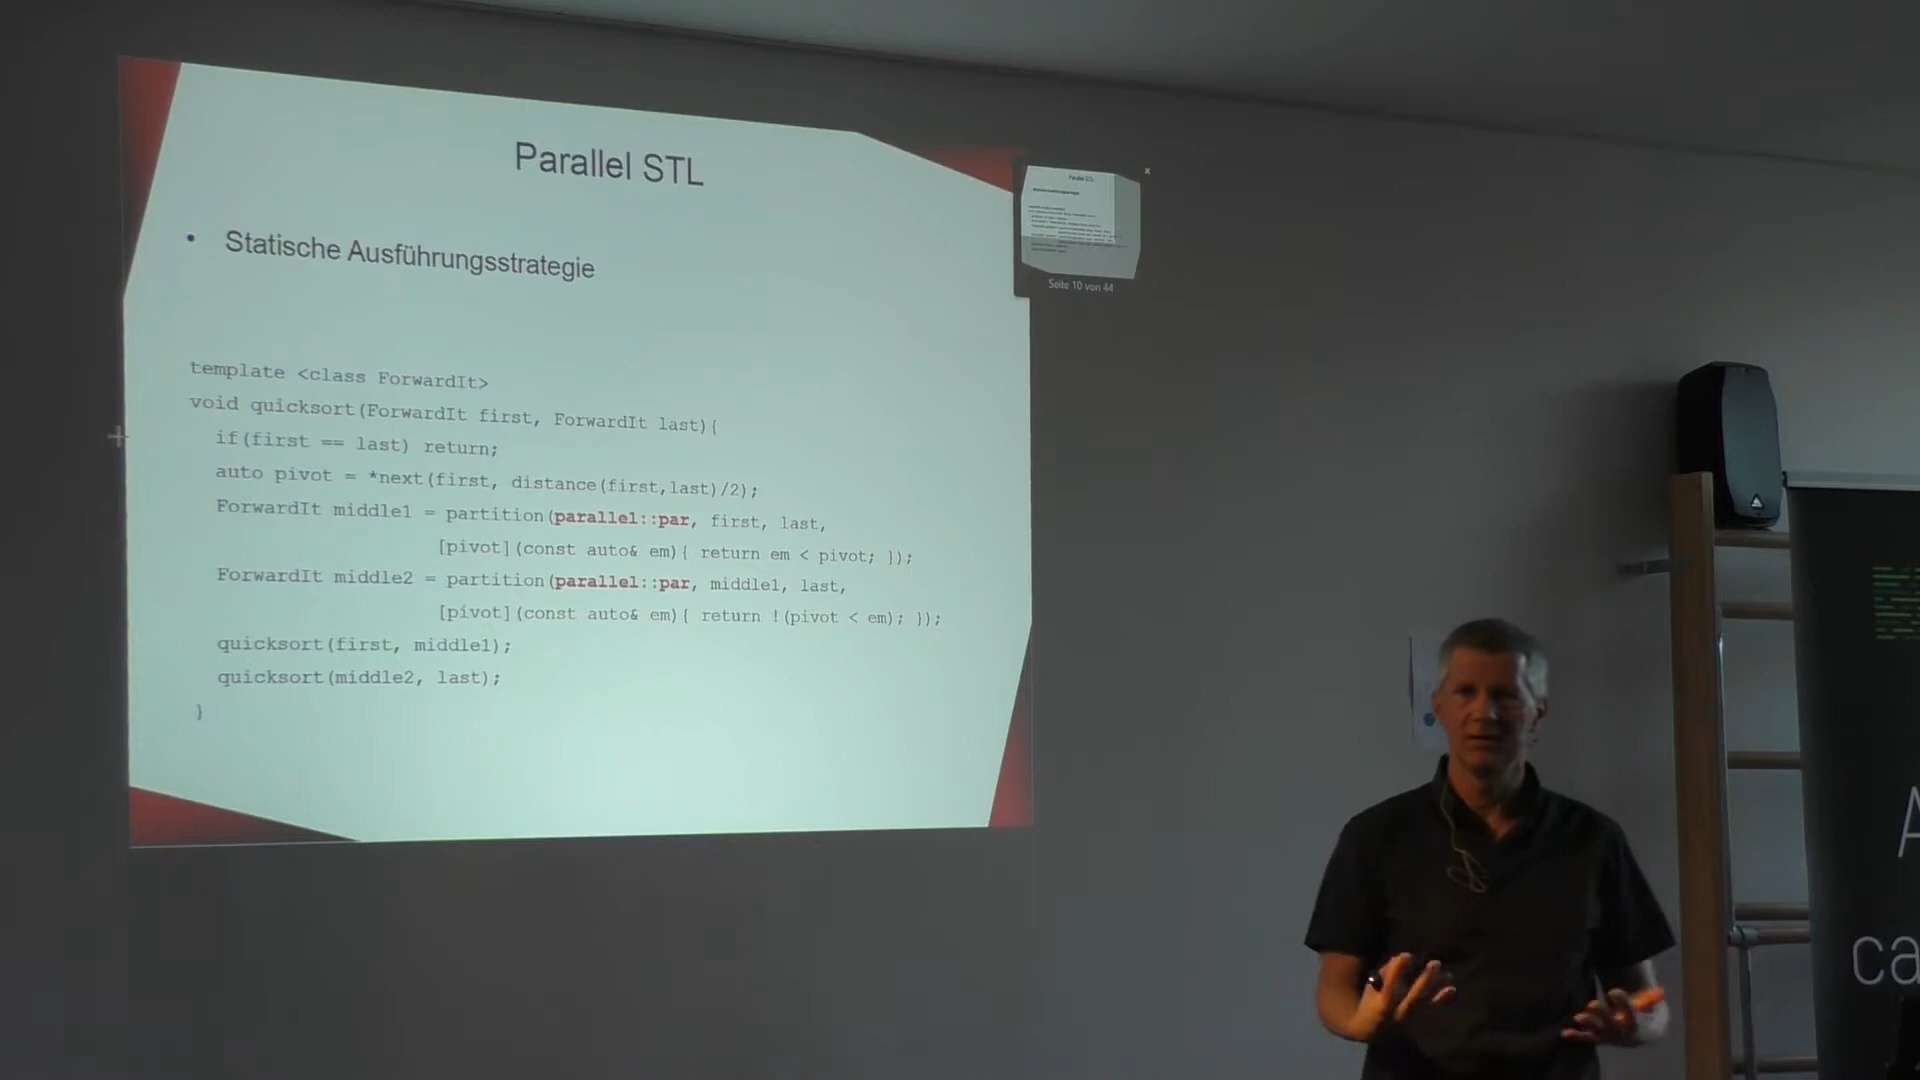 Parallel STL
• Statische Ausführungsstrategie
template <class ForwardIt>
void quicksort(ForwardIt first, ForwardIt last){
if(first == last) return;
auto pivot = *next(first, distance(first,last)/2);
ForwardIt middle1 = partition(parallel::par, first, last,
[pivot](const auto& em){ return em < pivot; });
ForwardIt middle2 = partition(parallel::par, middle1, last,
[pivot](const auto& em){ return !(pivot < em); });
quicksort(first, middle1);
quicksort(middle2, last);
}
Parallel STL
Seite 10 von 44
A
ca